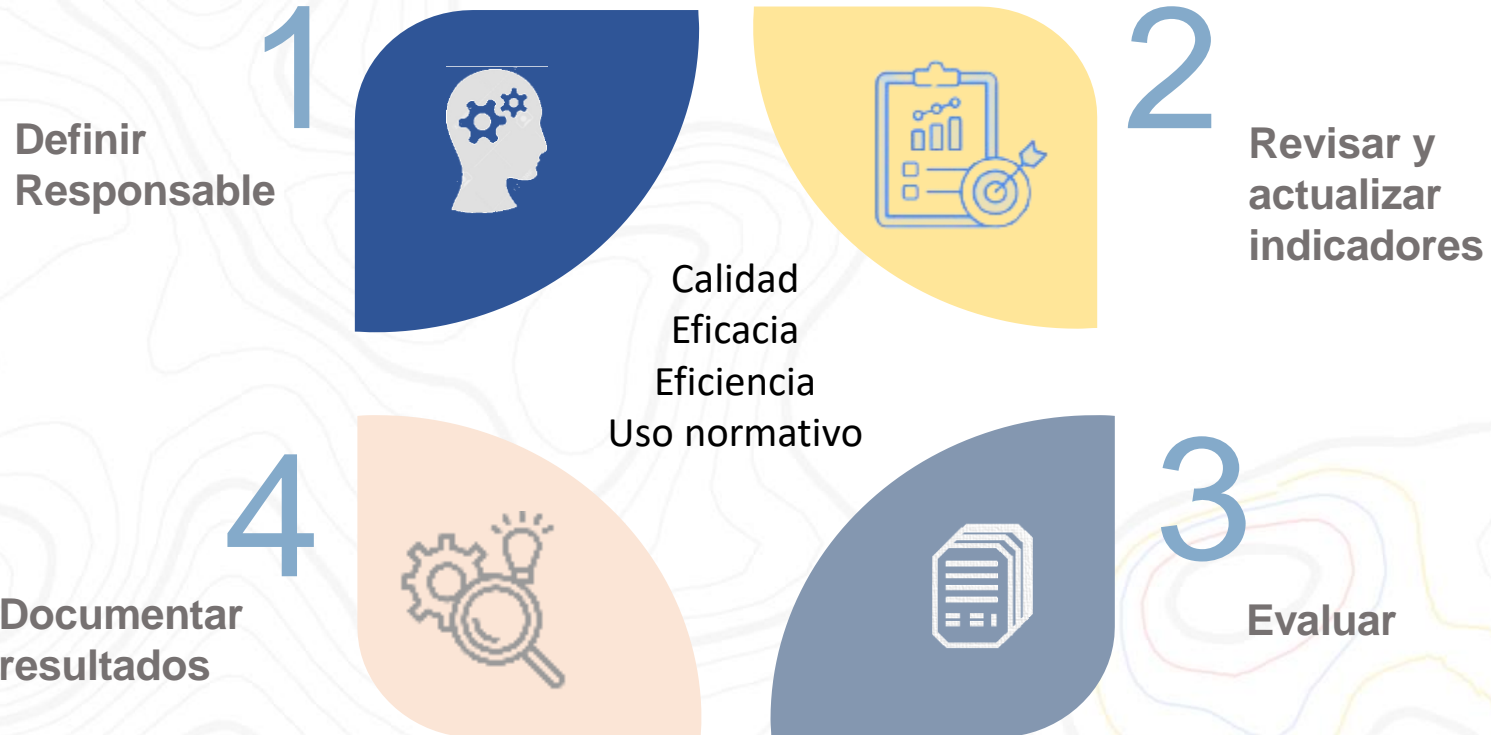 1
Definir
Responsable
2
Revisar y
actualizar
indicadores
Calidad
Eficacia
Eficiencia
Uso normativo
4
Documentar
resultados
3
Evaluar